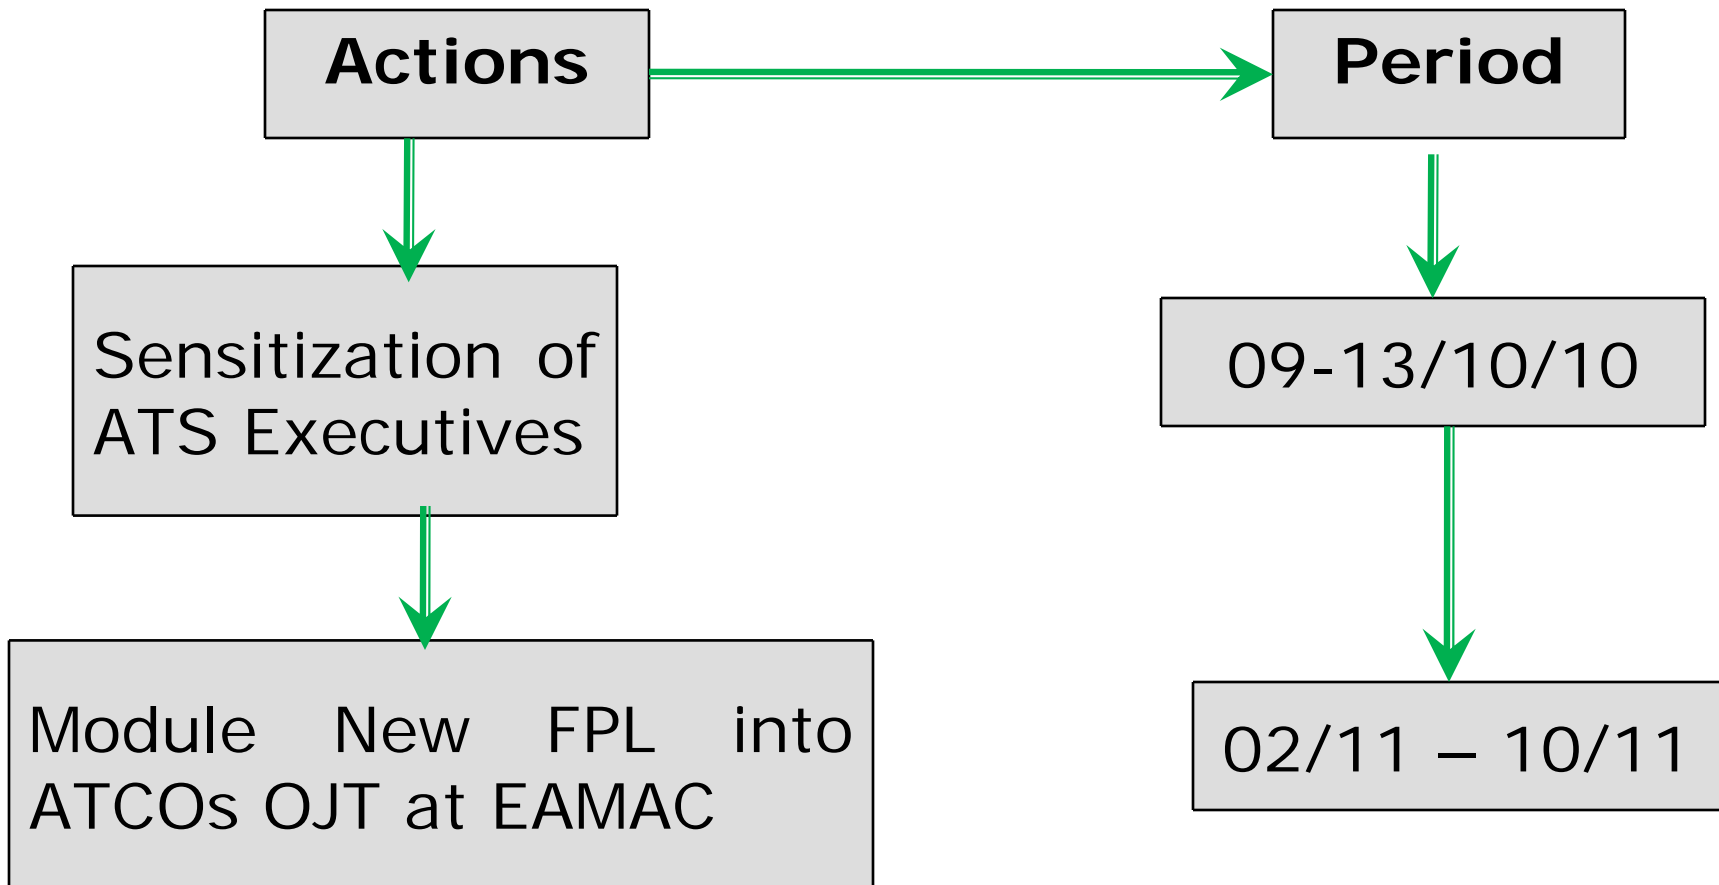 Actions
Period
Sensitization of
ATS Executives
09-13/10/10
Module New FPL into
ATCOs OJT at EAMAC
02/11 – 10/11